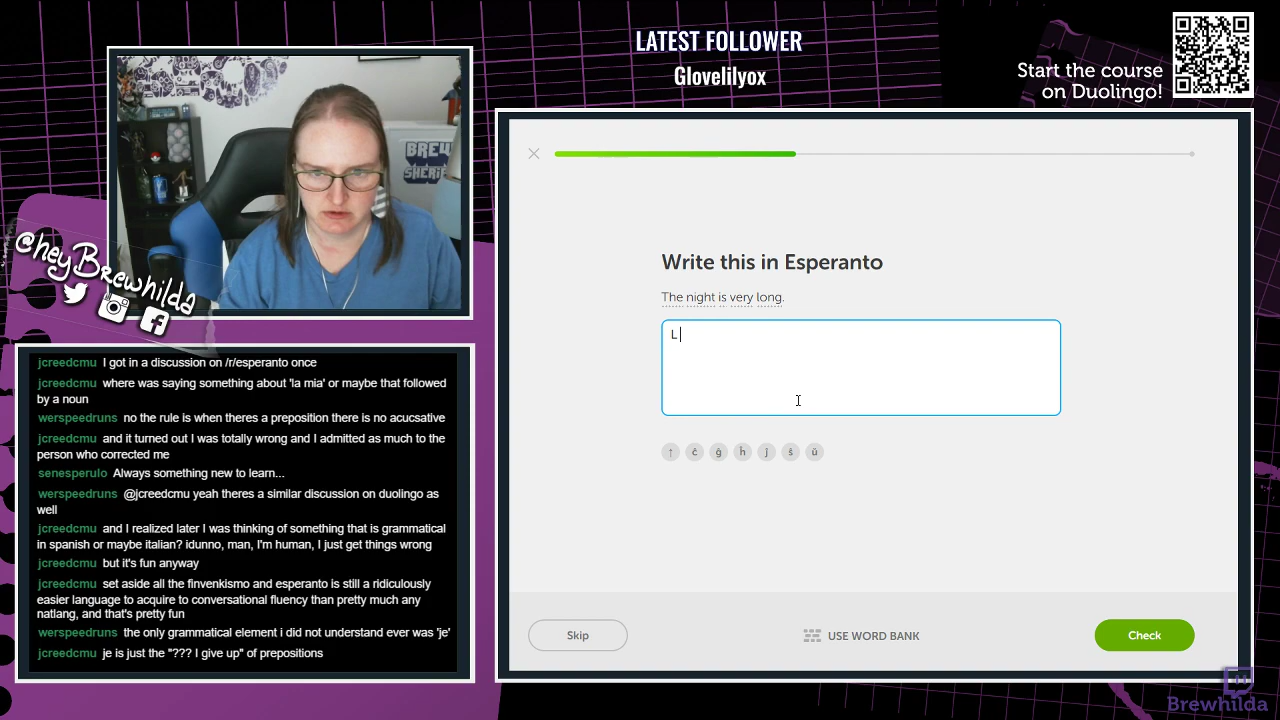 LATEST FOLLOWER
Glovelilyox
Start the course
on Duolingo!
BREW
SHERIF
@heyBrewhilda
Write this in Esperanto
The night is very long.
L
↑ ĉ ĝ ĥ ĵ ŝ ŭ
Skip
USE WORD BANK
Check
jcreedcmu I got in a discussion on /r/esperanto once
jcreedcmu where was saying something about 'la mia' or maybe that followed
by a noun
werspeedruns no the rule is when theres a preposition there is no acucsative
jcreedcmu and it turned out I was totally wrong and I admitted as much to the
person who corrected me
senesperulo Always something new to learn...
werspeedruns @jcreedcmu yeah theres a similar discussion on duolingo as
well
jcreedcmu and I realized later I was thinking of something that is grammatical
in spanish or maybe italian? idunno, man, I'm human, I just get things wrong
jcreedcmu but it's fun anyway
jcreedcmu set aside all the finvenkismo and esperanto is still a ridiculously
easier language to acquire to conversational fluency than pretty much any
natlang, and that's pretty fun
werspeedruns the only grammatical element i did not understand ever was 'je'
jcreedcmu je is just the "??? I give up" of prepositions
Brewhilda